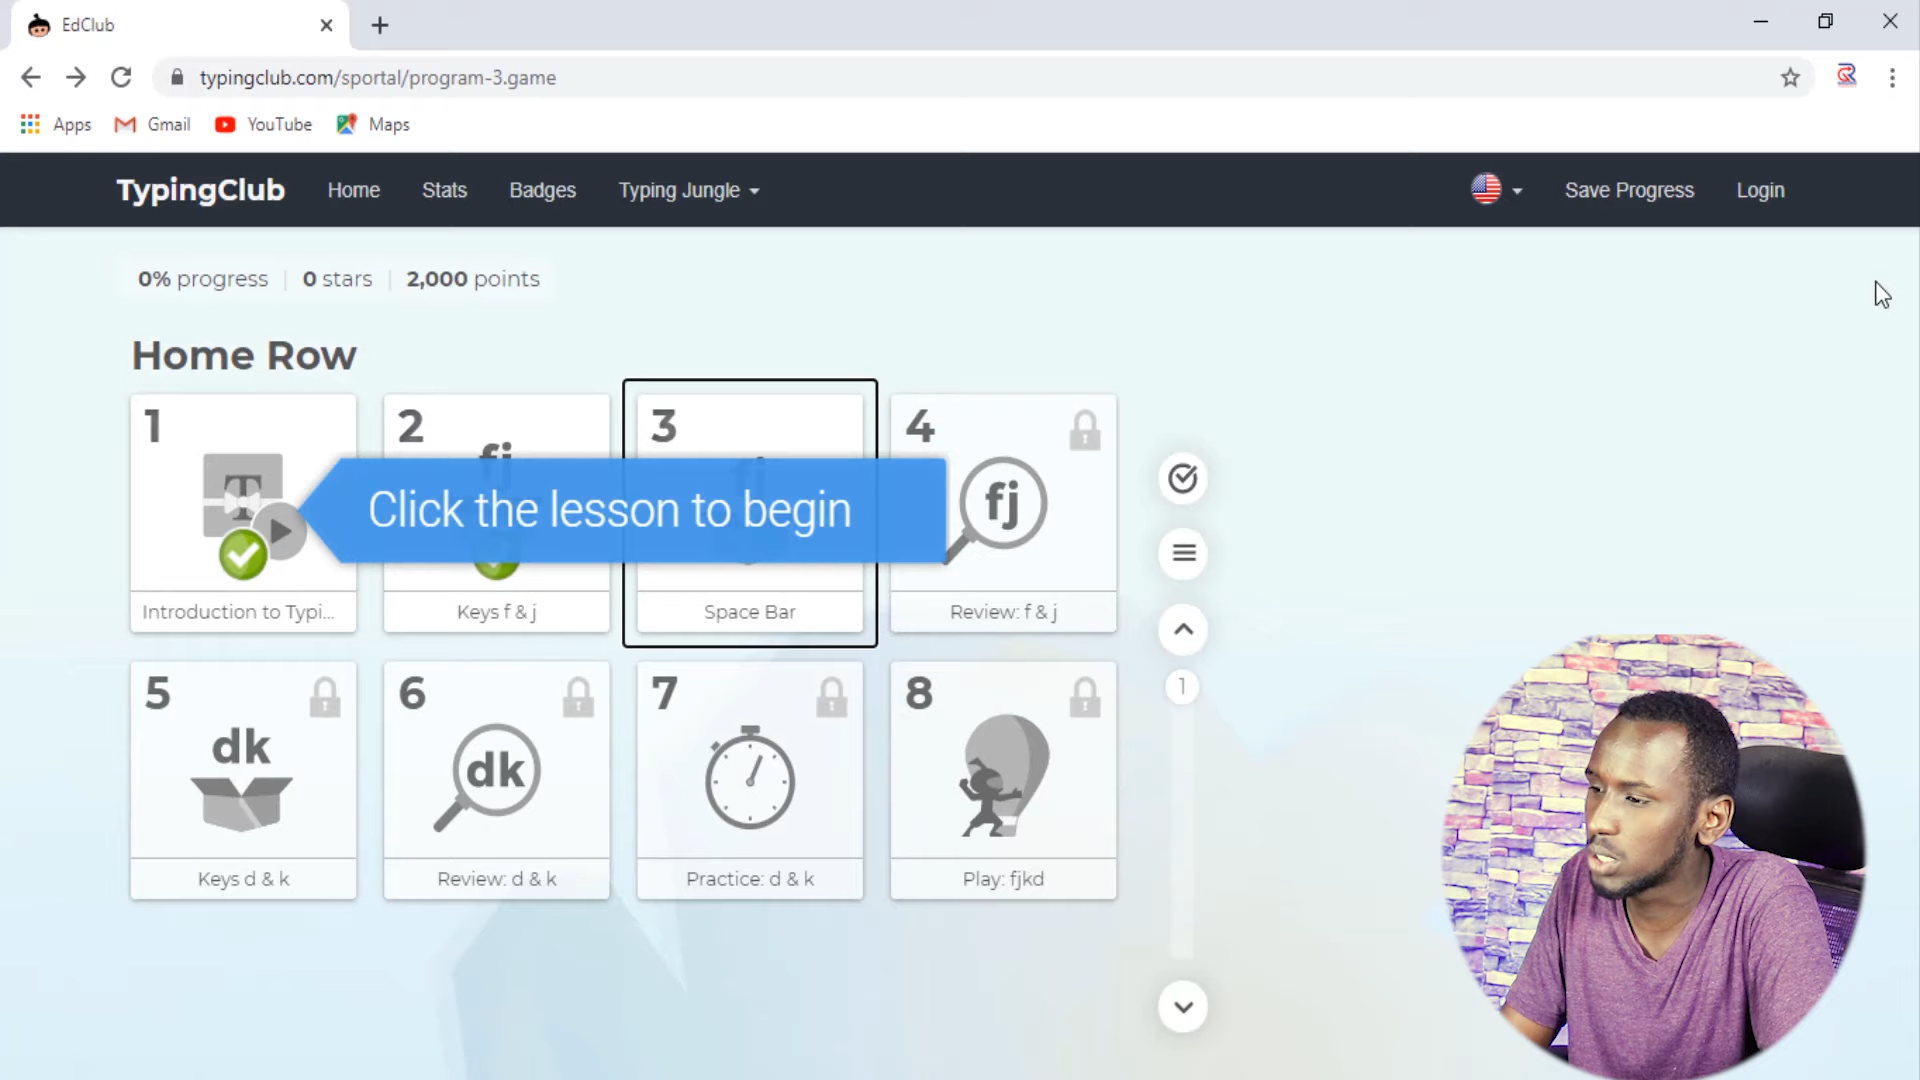 EdClub
typingclub.com/sportal/program-3.game
Apps Gmail YouTube Maps
TypingClub Home Stats Badges Typing Jungle Save Progress Login
0% progress 0 stars 2,000 points
Home Row
1 2 3 4
T fj
Click the lesson to begin
Introduction to Typi... Keys f & j Space Bar Review: f & j
1
5 6 7 8
dk dk
Keys d & k Review: d & k Practice: d & k Play: fjkd